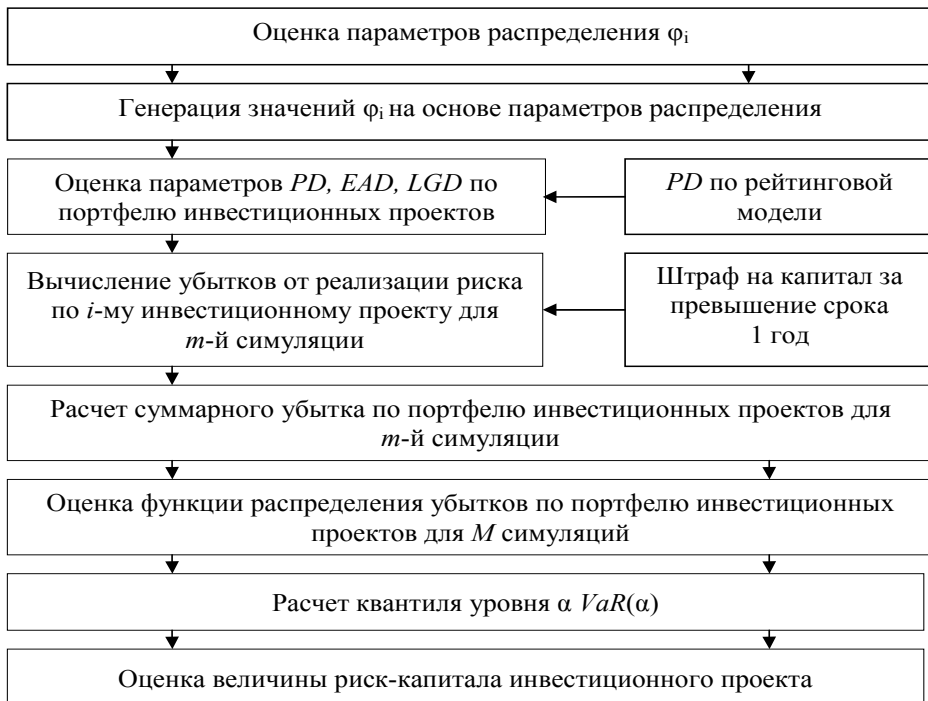 Оценка параметров распределения φi
Генерация значений φi на основе параметров распределения
Оценка параметров PD, EAD, LGD по
портфелю инвестиционных проектов
PD по рейтинговой
модели
Вычисление убытков от реализации риска
по i-му инвестиционному проекту для
m-й симуляции
Штраф на капитал за
превышение срока
1 год
Расчет суммарного убытка по портфелю инвестиционных проектов для
m-й симуляции
Оценка функции распределения убытков по портфелю инвестиционных
проектов для M симуляций
Расчет квантиля уровня α VaR(α)
Оценка величины риск-капитала инвестиционного проекта